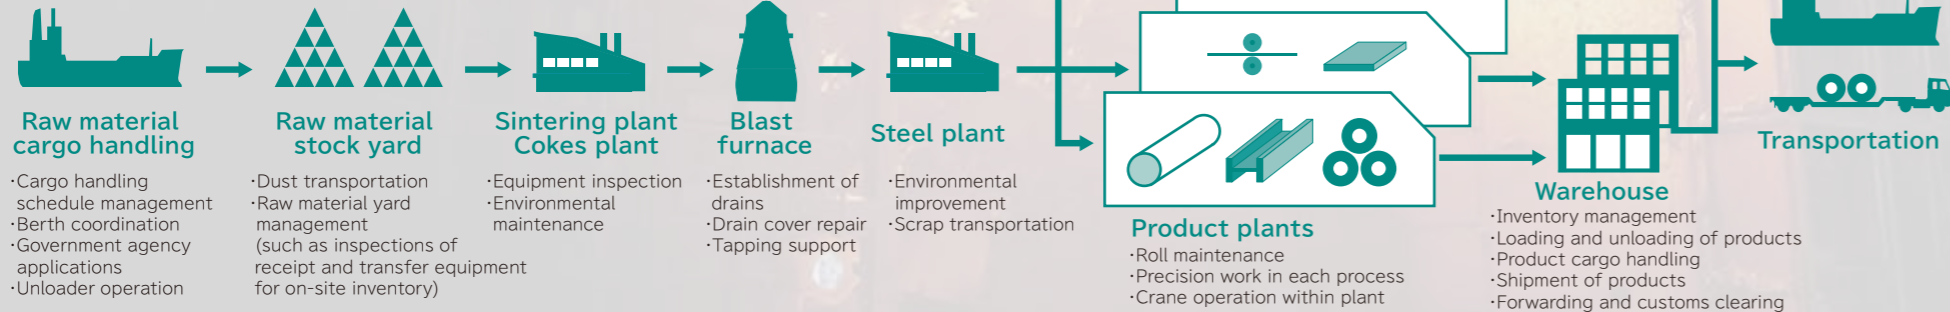 Raw material
cargo handling
·Cargo handling
schedule management
·Berth coordination
·Government agency
applications
·Unloader operation
Raw material
stock yard
·Dust transportation
·Raw material yard
management
(such as inspections of
receipt and transfer equipment
for on-site inventory)
Sintering plant
Cokes plant
·Equipment inspection
·Environmental
maintenance
Blast
furnace
·Establishment of
drains
·Drain cover repair
·Tapping support
Steel plant
·Environmental
improvement
·Scrap transportation
Product plants
·Roll maintenance
·Precision work in each process
·Crane operation within plant
Warehouse
·Inventory management
·Loading and unloading of products
·Product cargo handling
·Shipment of products
·Forwarding and customs clearing
Transportation